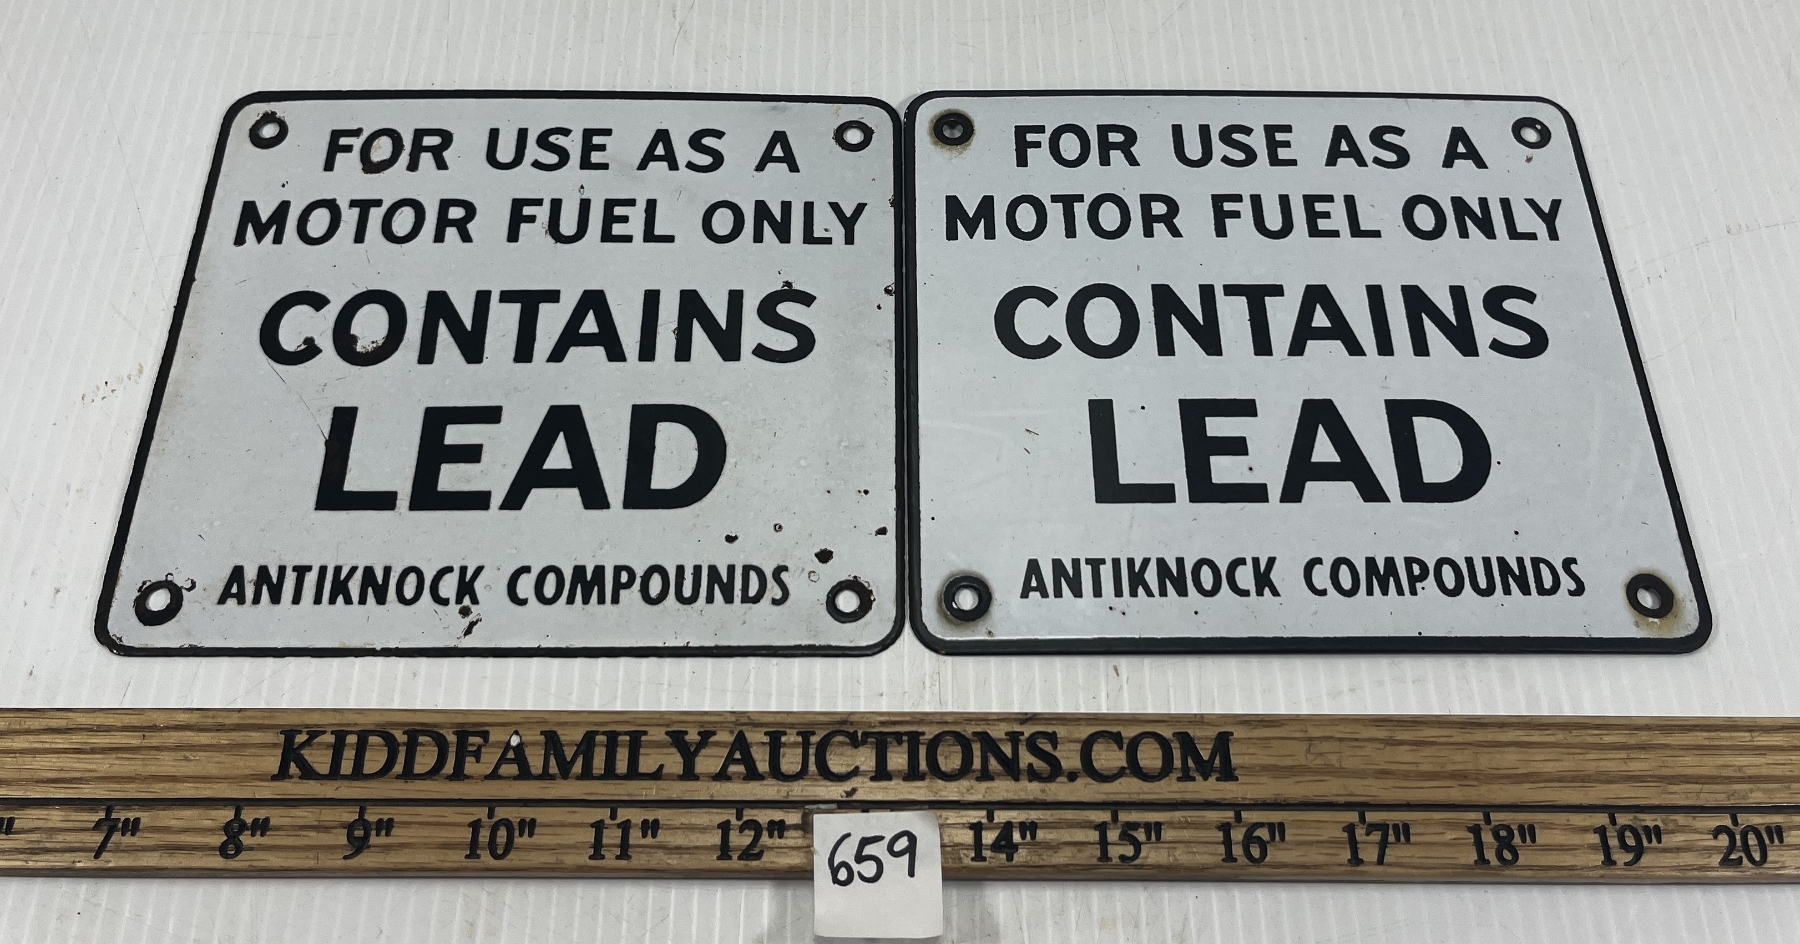 FOR USE AS A
MOTOR FUEL ONLY
CONTAINS
LEAD
ANTIKNOCK COMPOUNDS
FOR USE AS A
MOTOR FUEL ONLY
CONTAINS
LEAD
ANTIKNOCK COMPOUNDS
KIDDFAMILYAUCTIONS.COM
7" 8" 9" 10" 11" 12" 14" 15" 16" 17" 18" 19" 20"
659